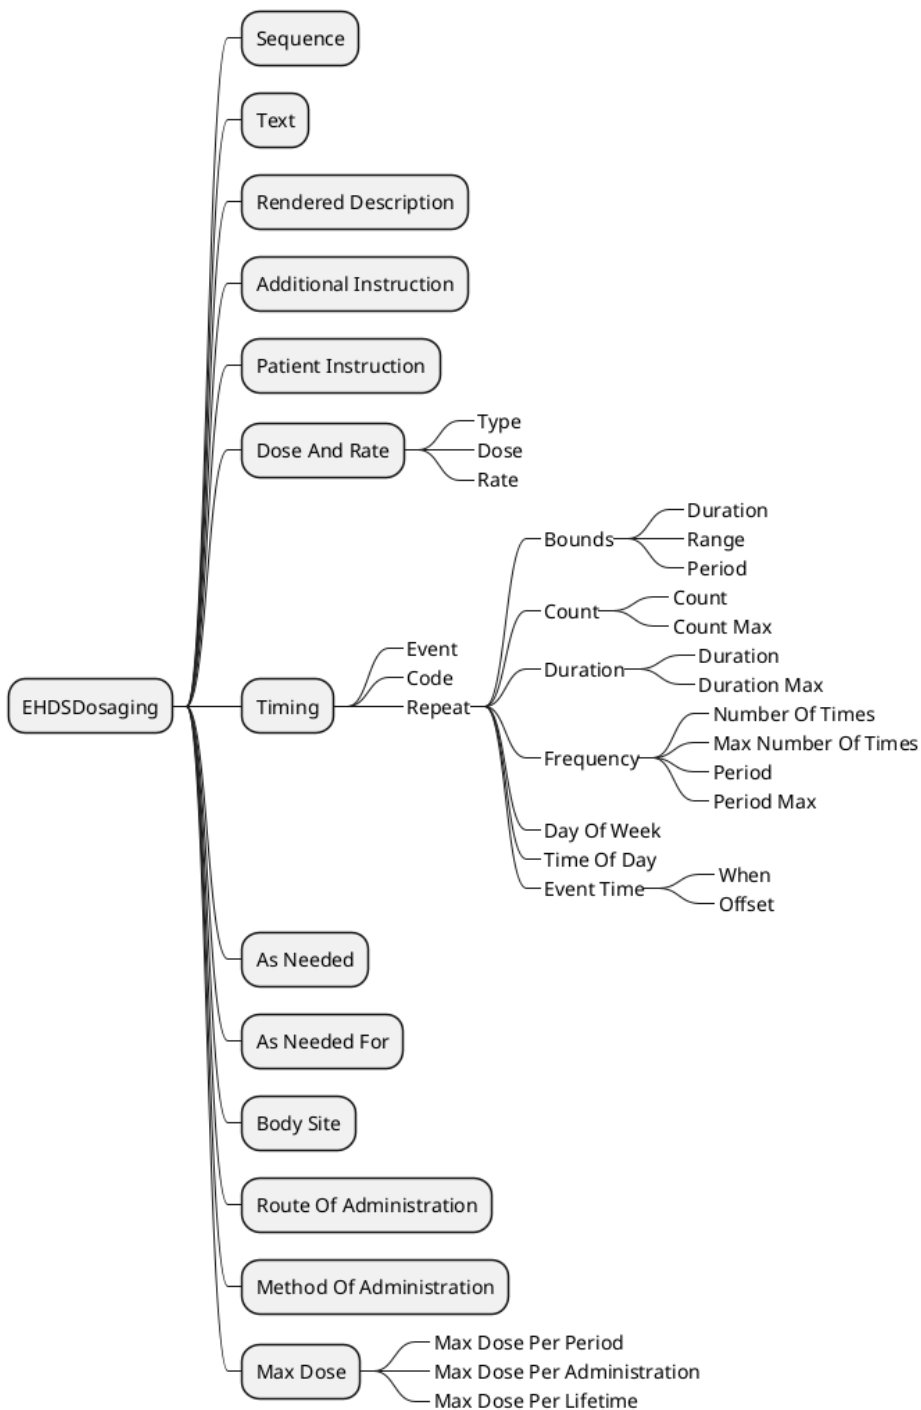 Sequence
Text
Rendered Description
Additional Instruction
Patient Instruction
Dose And Rate
Type
Dose
Rate
EHDSDosaging
Timing
Event
Code
Repeat
Bounds
Duration
Range
Period
Count
Count
Count Max
Duration
Duration
Duration Max
Frequency
Number Of Times
Max Number Of Times
Period
Period Max
Day Of Week
Time Of Day
Event Time
When
Offset
As Needed
As Needed For
Body Site
Route Of Administration
Method Of Administration
Max Dose
Max Dose Per Period
Max Dose Per Administration
Max Dose Per Lifetime